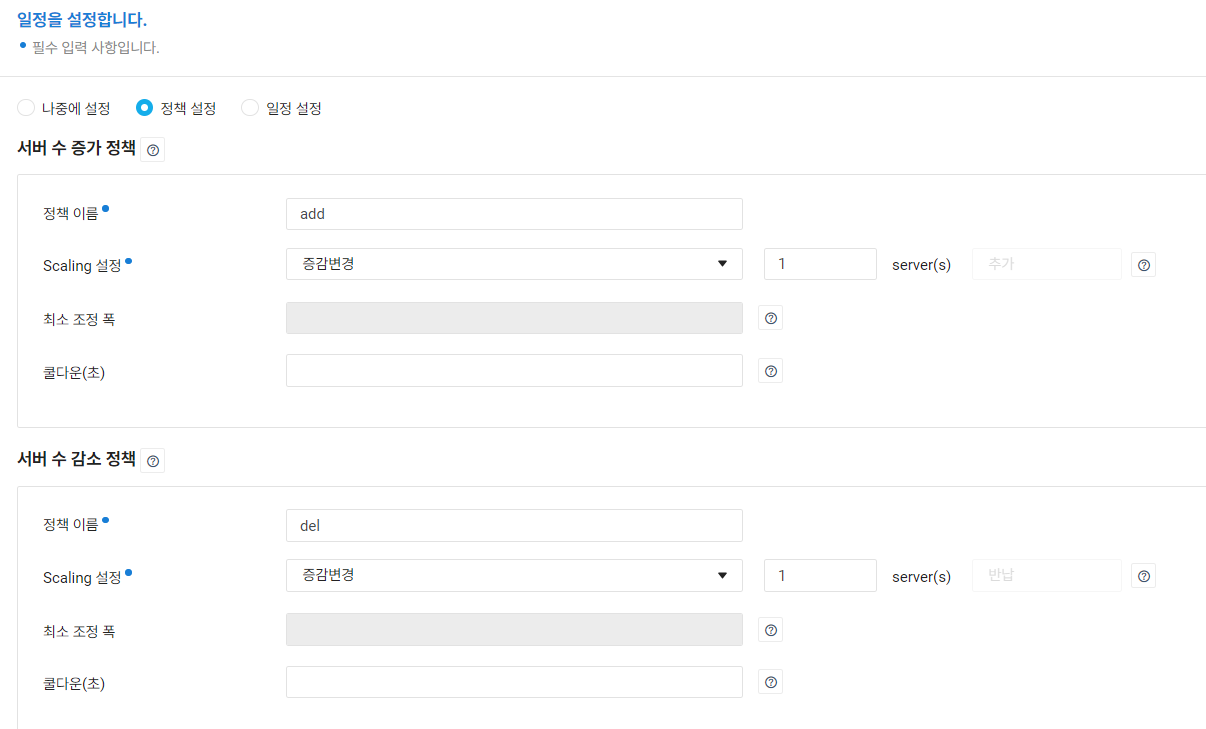 일정을 설정합니다.
필수 입력 사항입니다.
나중에 설정 정책 설정 일정 설정
서버 수 증가 정책
정책 이름 add
Scaling 설정 증감변경 1 server(s) 추가
최소 조정 폭
쿨다운(초)
서버 수 감소 정책
정책 이름 del
Scaling 설정 증감변경 1 server(s) 반납
최소 조정 폭
쿨다운(초)